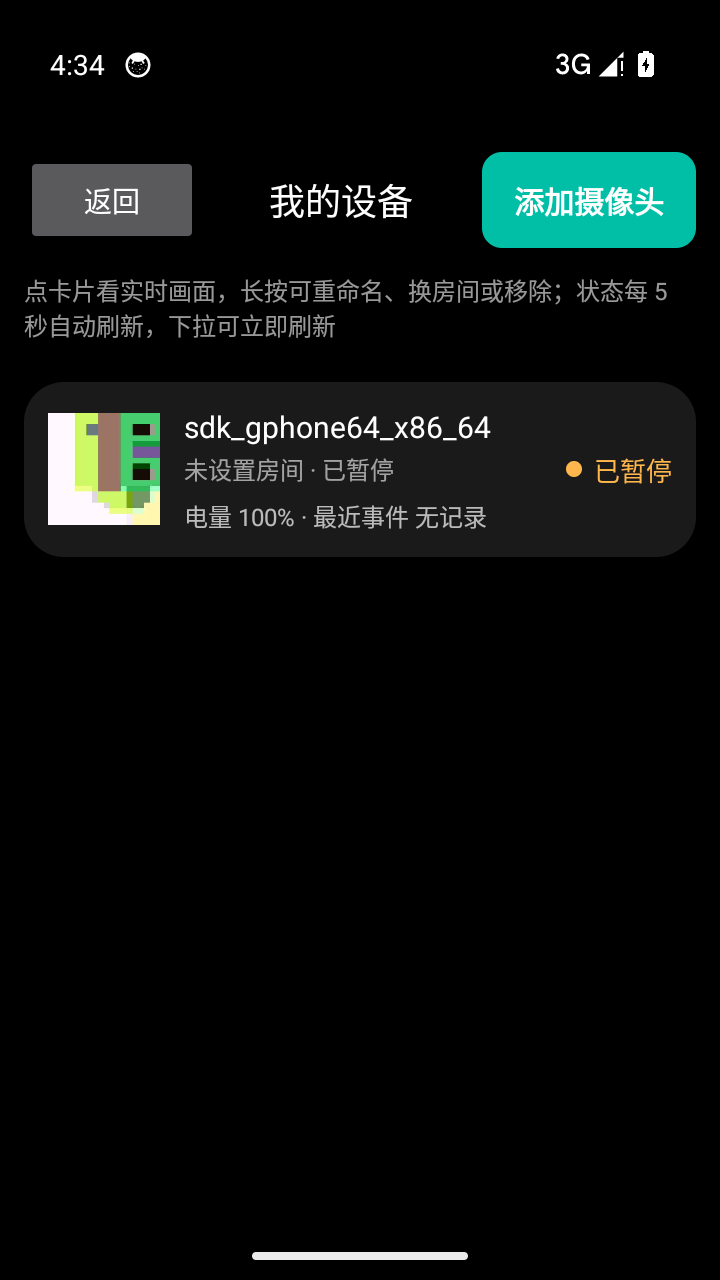 4:34
3G
返回
我的设备
添加摄像头
点卡片看实时画面，长按可重命名、换房间或移除；状态每 5
秒自动刷新，下拉可立即刷新
sdk_gphone64_x86_64
未设置房间 · 已暂停
已暂停
电量 100% · 最近事件 无记录